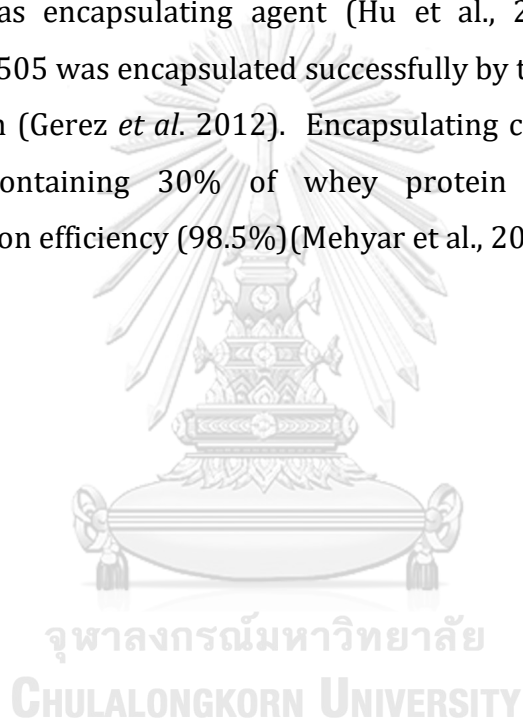 as encapsulating agent (Hu et al., 2
505 was encapsulated successfully by t
(Gerez et al. 2012). Encapsulating c
ontaining 30% of whey protein
on efficiency (98.5%)(Mehyar et al., 20
จุฬาลงกรณ์มหาวิทยาลัย
CHULALONGKORN UNIVERSITY